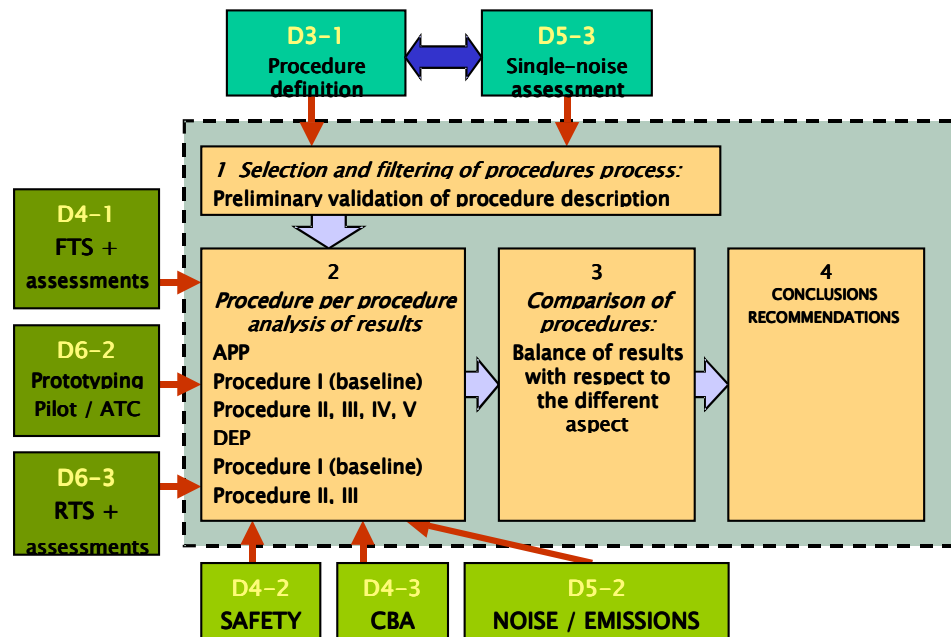 D3-1
Procedure
definition
D5-3
Single-noise
assessment
1 Selection and filtering of procedures process:
Preliminary validation of procedure description
D4-1
FTS +
assessments
D6-2
Prototyping
Pilot / ATC
D6-3
RTS +
assessments
2
Procedure per procedure
analysis of results
APP
Procedure I (baseline)
Procedure II, III, IV, V
DEP
Procedure I (baseline)
Procedure II, III
3
Comparison of
procedures:
Balance of results
with respect to
the different
aspect
4
CONCLUSIONS
RECOMMENDATIONS
D4-2
SAFETY
D4-3
CBA
D5-2
NOISE / EMISSIONS